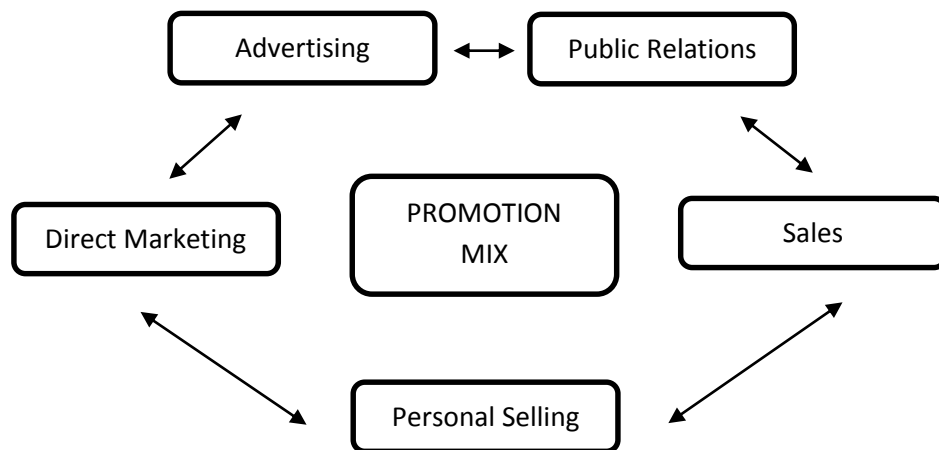 Advertising
Public Relations
Direct Marketing
PROMOTION
MIX
Sales
Personal Selling